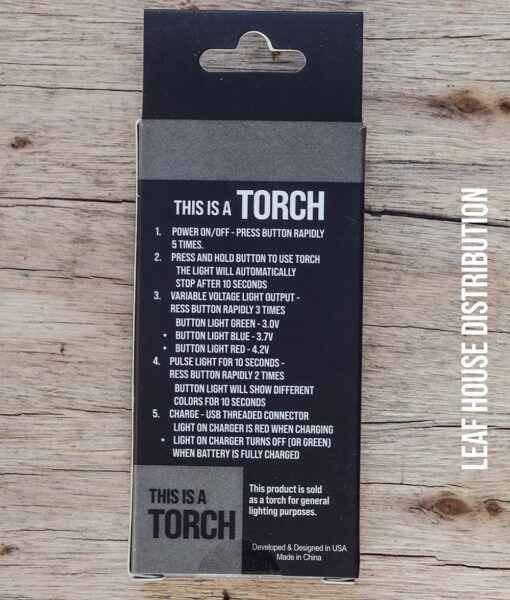 THIS IS A TORCH
1. POWER ON/OFF - PRESS BUTTON RAPIDLY
5 TIMES.
2. PRESS AND HOLD BUTTON TO USE TORCH
THE LIGHT WILL AUTOMATICALLY
STOP AFTER 10 SECONDS
3. VARIABLE VOLTAGE LIGHT OUTPUT -
RESS BUTTON RAPIDLY 3 TIMES
BUTTON LIGHT GREEN - 3.0V
• BUTTON LIGHT BLUE - 3.7V
• BUTTON LIGHT RED - 4.2V
4. PULSE LIGHT FOR 10 SECONDS -
RESS BUTTON RAPIDLY 2 TIMES
BUTTON LIGHT WILL SHOW DIFFERENT
COLORS FOR 10 SECONDS
5. CHARGE - USB THREADED CONNECTOR
LIGHT ON CHARGER IS RED WHEN CHARGING
• LIGHT ON CHARGER TURNS OFF (OR GREEN)
WHEN BATTERY IS FULLY CHARGED
THIS IS A
TORCH
This product is sold
as a torch for general
lighting purposes.
Developed & Designed in USA
Made in China
LEAF HOUSE DISTRIBUTION